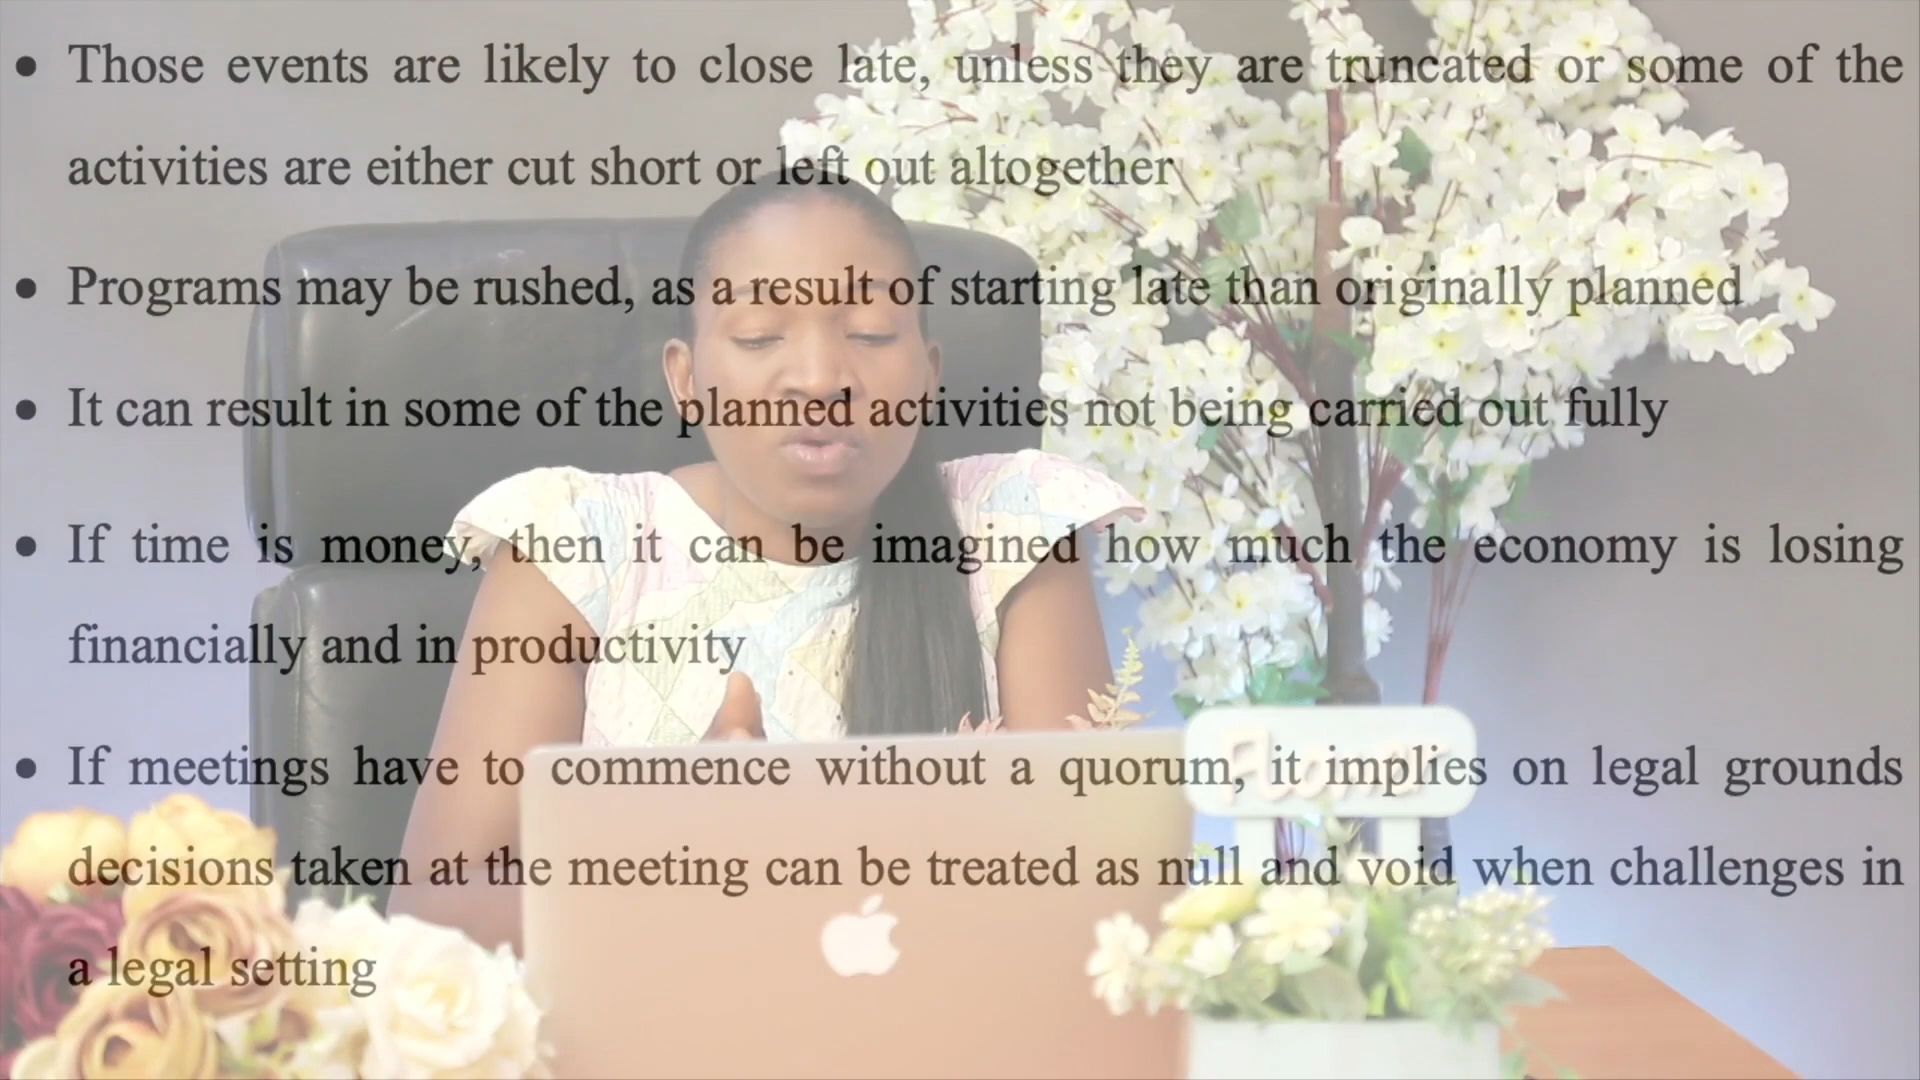 • Those events are likely to close late, unless they are truncated or some of the
activities are either cut short or left out altogether
• Programs may be rushed, as a result of starting late than originally planned
• It can result in some of the planned activities not being carried out fully
• If time is money, then it can be imagined how much the economy is losing
financially and in productivity
• If meetings have to commence without a quorum, it implies on legal grounds
decisions taken at the meeting can be treated as null and void when challenges in
a legal setting